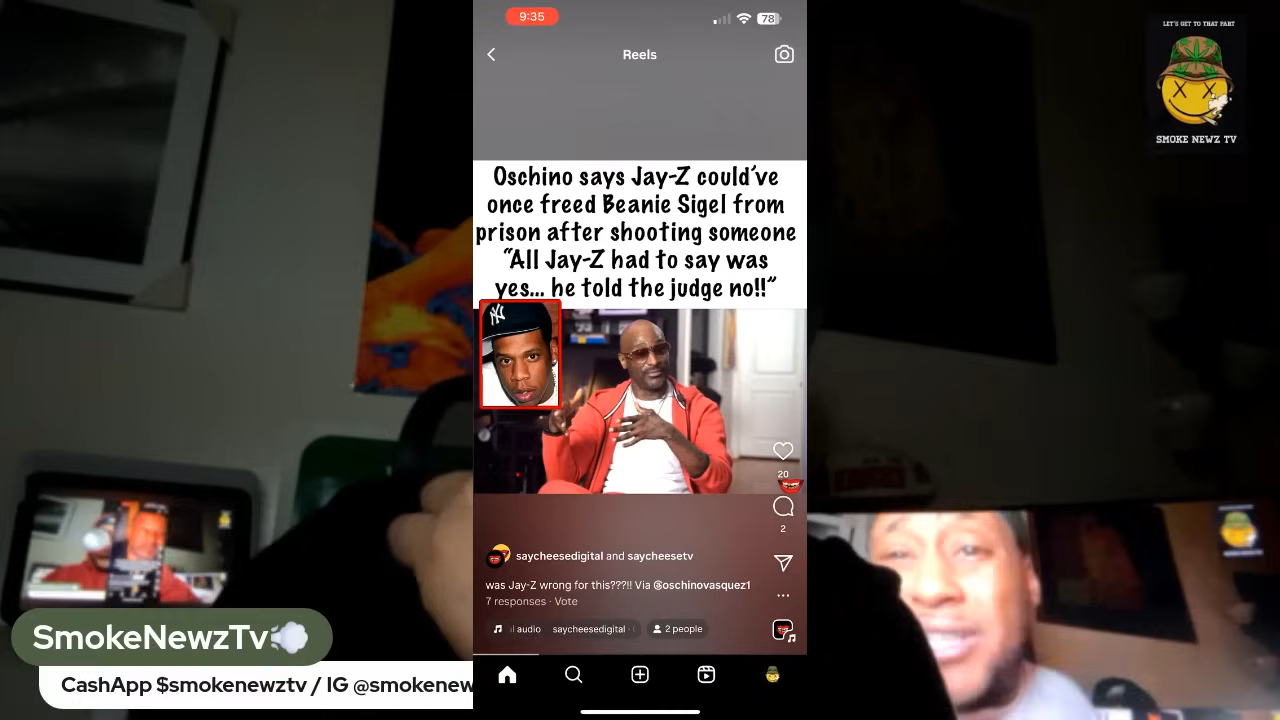 9:35
78
Reels
LET'S GET TO THAT PART
SMOKE NEWZ TV
Oschino says Jay-Z could've
once freed Beanie Sigel from
prison after shooting someone
"All Jay-Z had to say was
yes... he told the judge no!!"
20
2
saycheesedigital and saycheesetv
was Jay-Z wrong for this???!! Via @oschinovasquez1
7 responses · Vote
l audio saycheesedigital ·
2 people
SmokeNewzTv💨
CashApp $smokenewztv / IG @smokenew